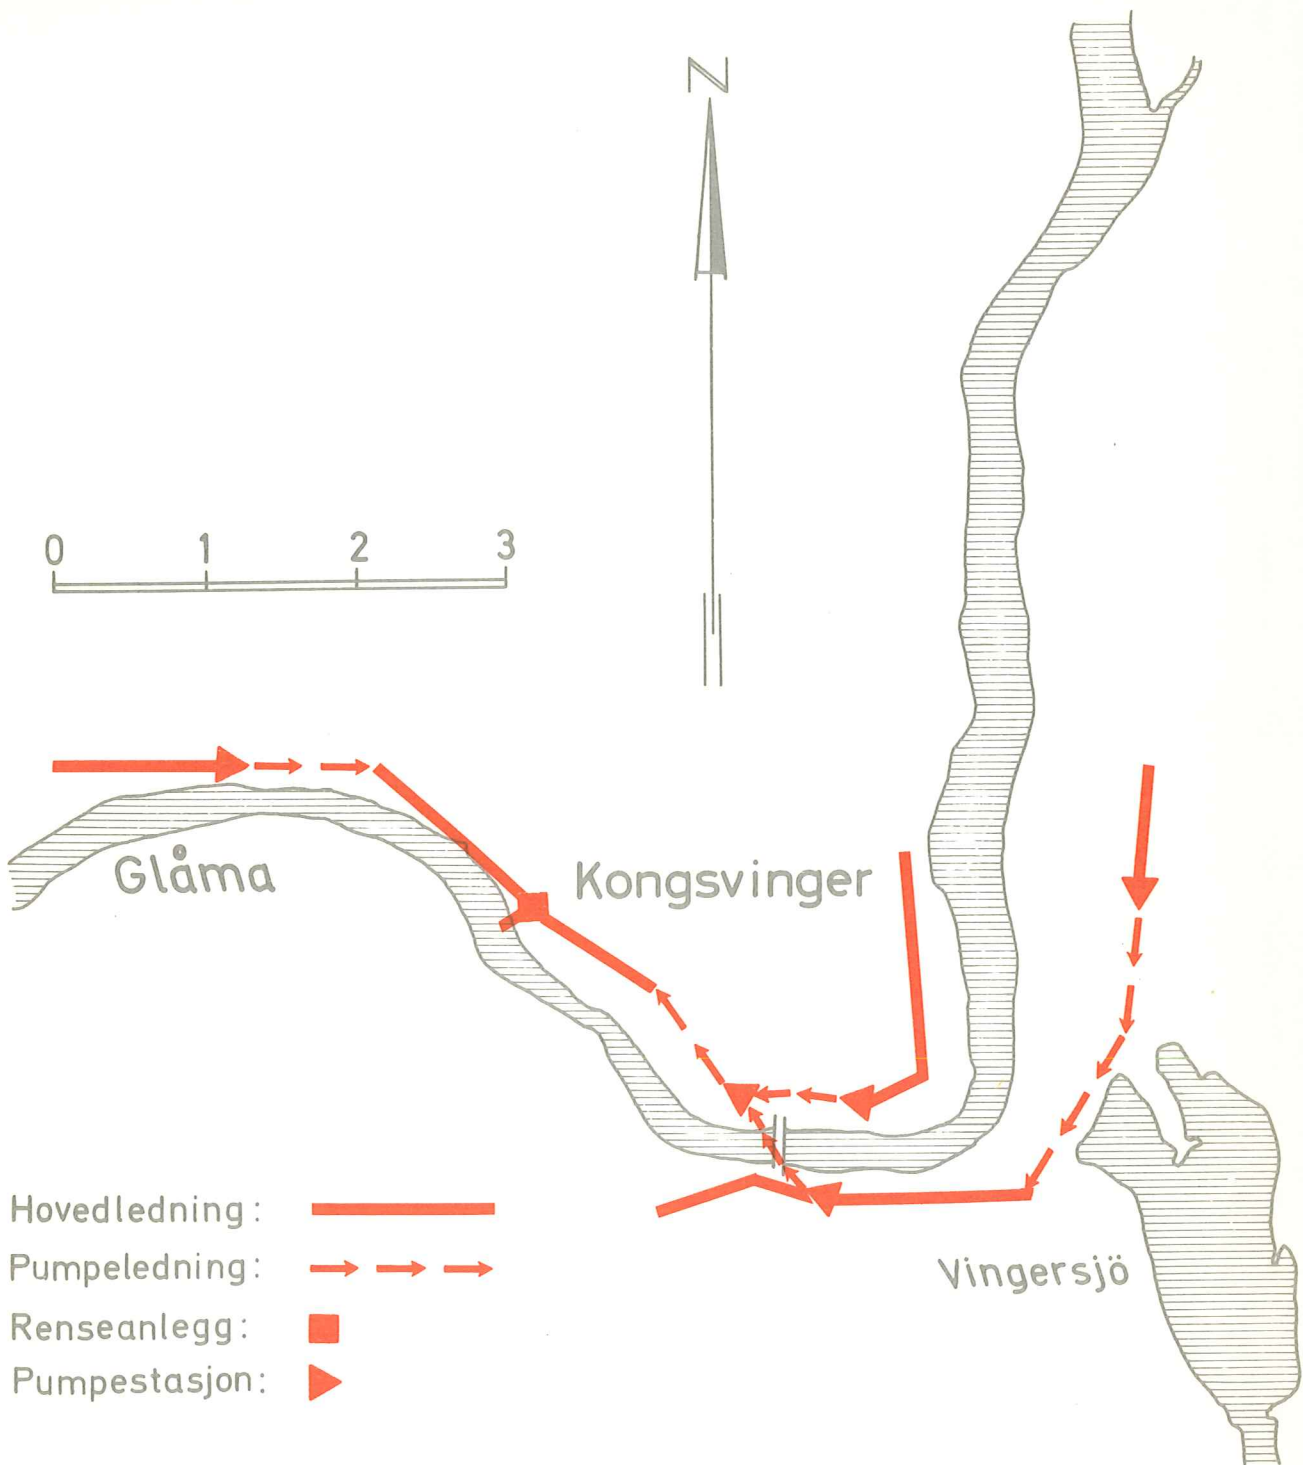 N
0 1 2 3
Glåma
Kongsvinger
Vingersjö
Hovedledning:
Pumpeledning:
Renseanlegg:
Pumpestasjon: